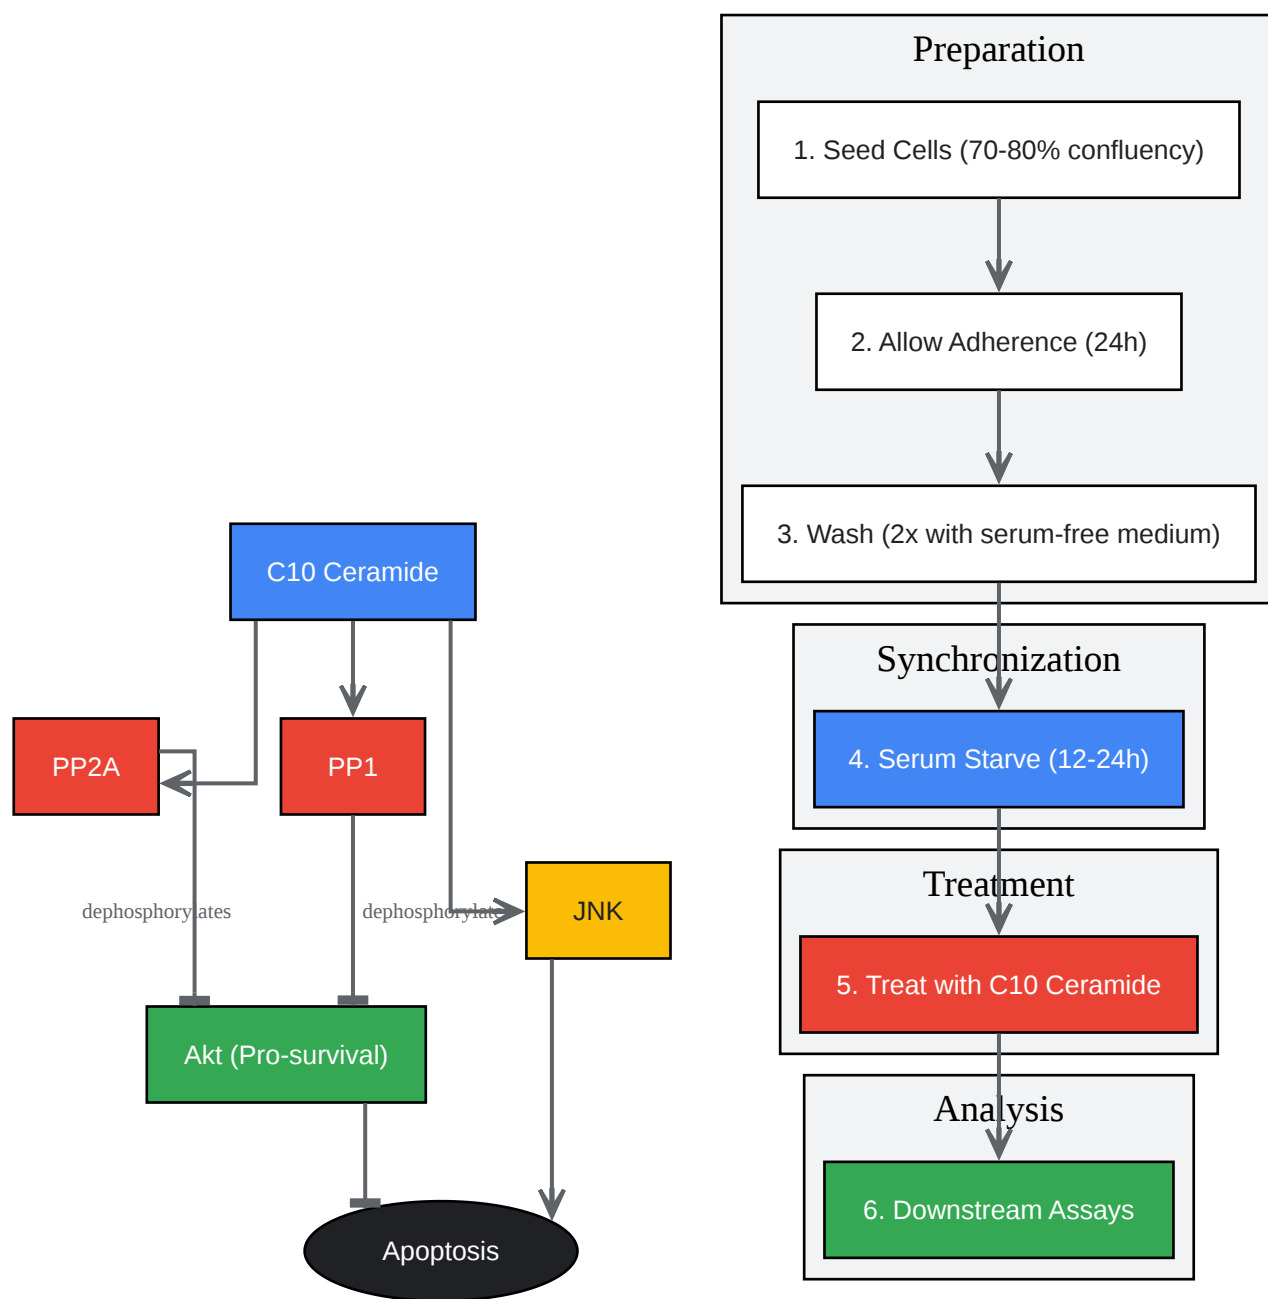 C10 Ceramide
PP2A
PP1
dephosphorylates
dephosphorylates
JNK
Akt (Pro-survival)
Apoptosis
Preparation
1. Seed Cells (70-80% confluency)
2. Allow Adherence (24h)
3. Wash (2x with serum-free medium)
Synchronization
4. Serum Starve (12-24h)
Treatment
5. Treat with C10 Ceramide
Analysis
6. Downstream Assays